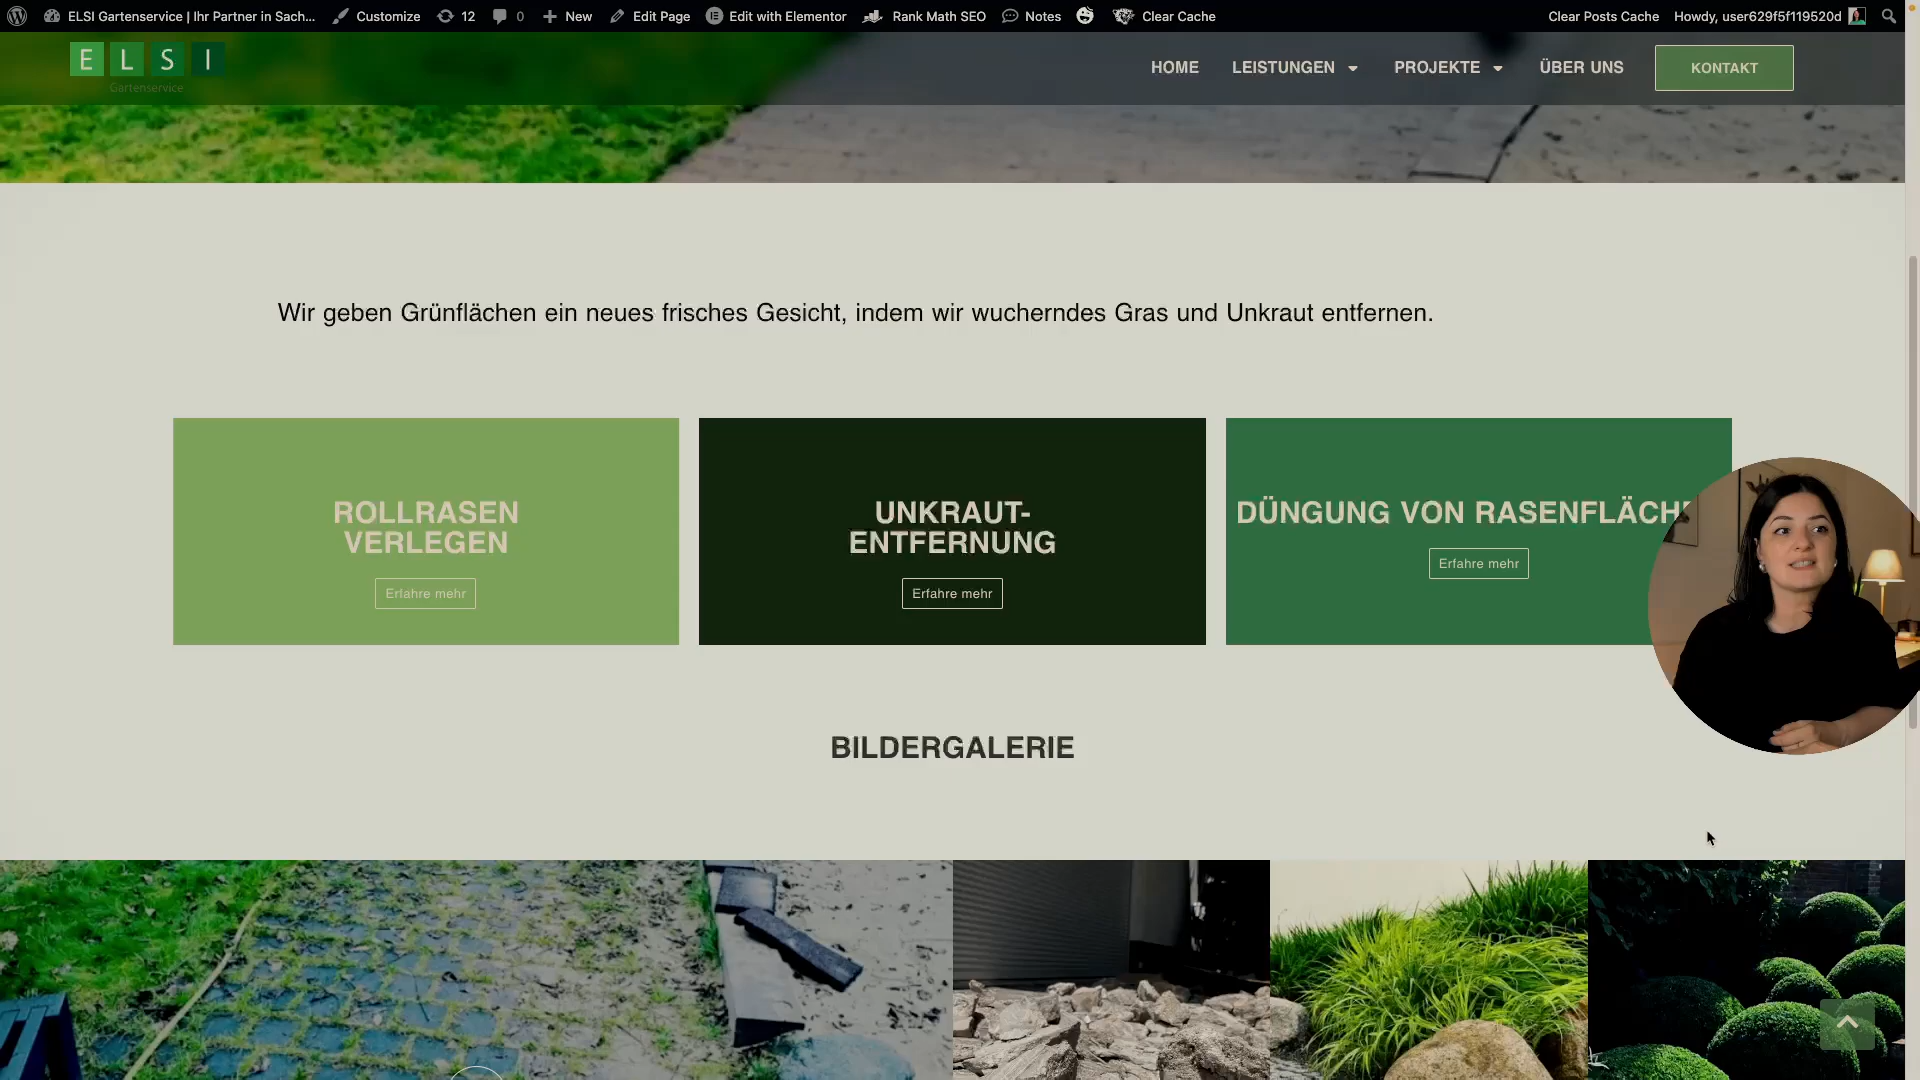 ELSI Gartenservice | Ihr Partner in Sach... Customize 12 0 New Edit Page Edit with Elementor Rank Math SEO Notes Clear Cache Clear Posts Cache Howdy, user629f5f119520d
E L S I
Gartenservice
HOME LEISTUNGEN PROJEKTE ÜBER UNS KONTAKT
Wir geben Grünflächen ein neues frisches Gesicht, indem wir wucherndes Gras und Unkraut entfernen.
ROLLRASEN
VERLEGEN
Erfahre mehr
UNKRAUT-
ENTFERNUNG
Erfahre mehr
DÜNGUNG VON RASENFLÄCH
Erfahre mehr
BILDERGALERIE